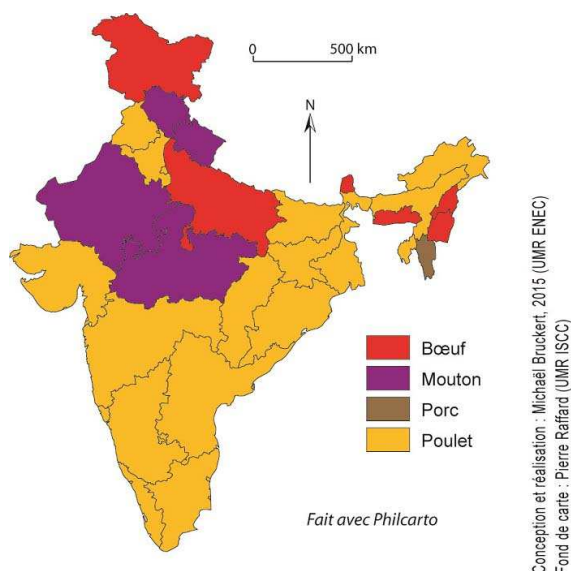 0 500 km
N
Bœuf
Mouton
Porc
Poulet
Fait avec Philcarto
Conception et réalisation : Michaël Bruckert, 2015 (UMR ENEC)
Fond de carte : Pierre Raffard (UMR ISCC)